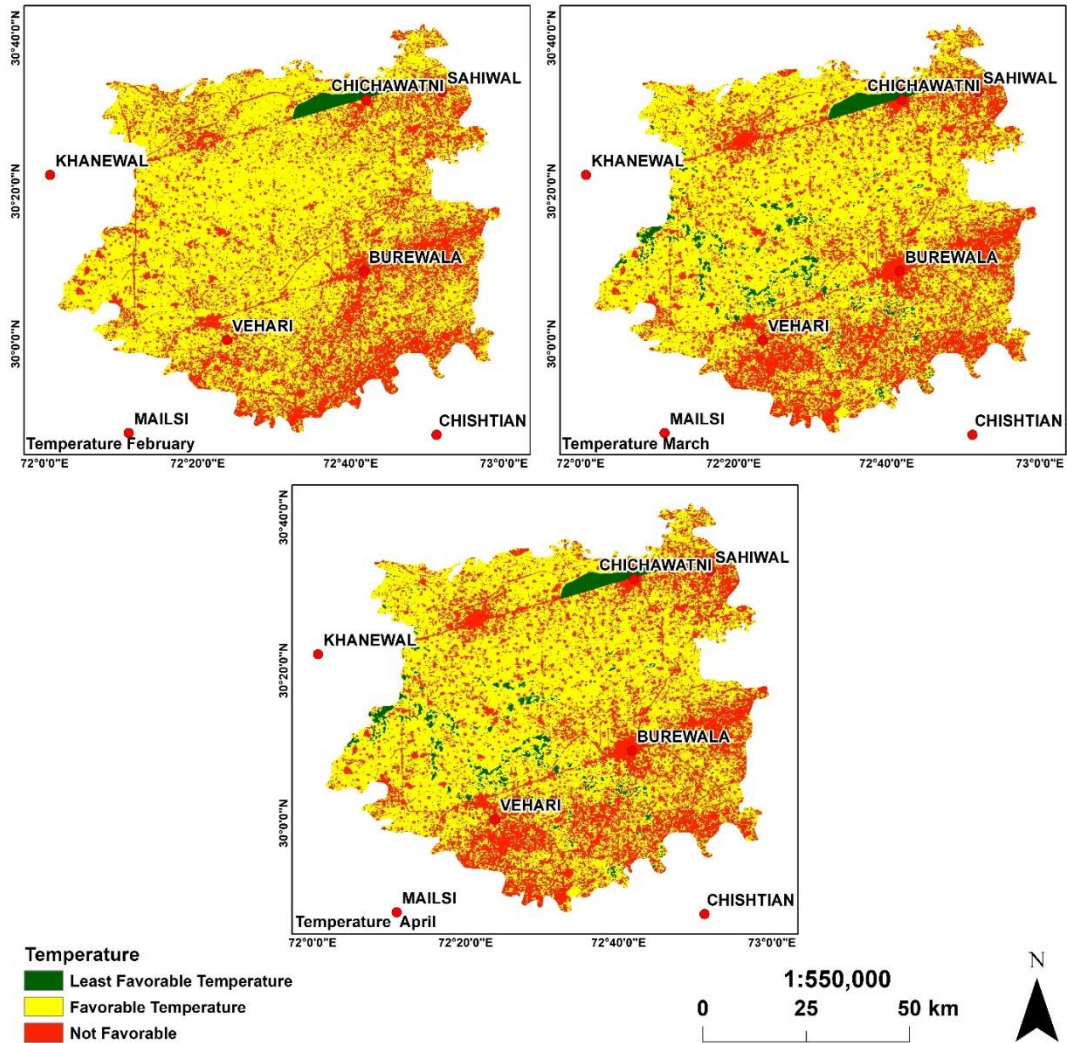 30°40'0"N
30°20'0"N
30°0'0"N
CHICHAWATNI
SAHIWAL
KHANEWAL
BUREWALA
VEHARI
MAILSI
CHISHTIAN
Temperature February
72°0'0"E
72°20'0"E
72°40'0"E
73°0'0"E
30°40'0"N
30°20'0"N
30°0'0"N
CHICHAWATNI
SAHIWAL
KHANEWAL
BUREWALA
VEHARI
MAILSI
CHISHTIAN
Temperature March
72°0'0"E
72°20'0"E
72°40'0"E
73°0'0"E
30°40'0"N
30°20'0"N
30°0'0"N
CHICHAWATNI
SAHIWAL
KHANEWAL
BUREWALA
VEHARI
MAILSI
CHISHTIAN
Temperature April
72°0'0"E
72°20'0"E
72°40'0"E
73°0'0"E
Temperature
Least Favorable Temperature
Favorable Temperature
Not Favorable
1:550,000
0 25 50 km
N